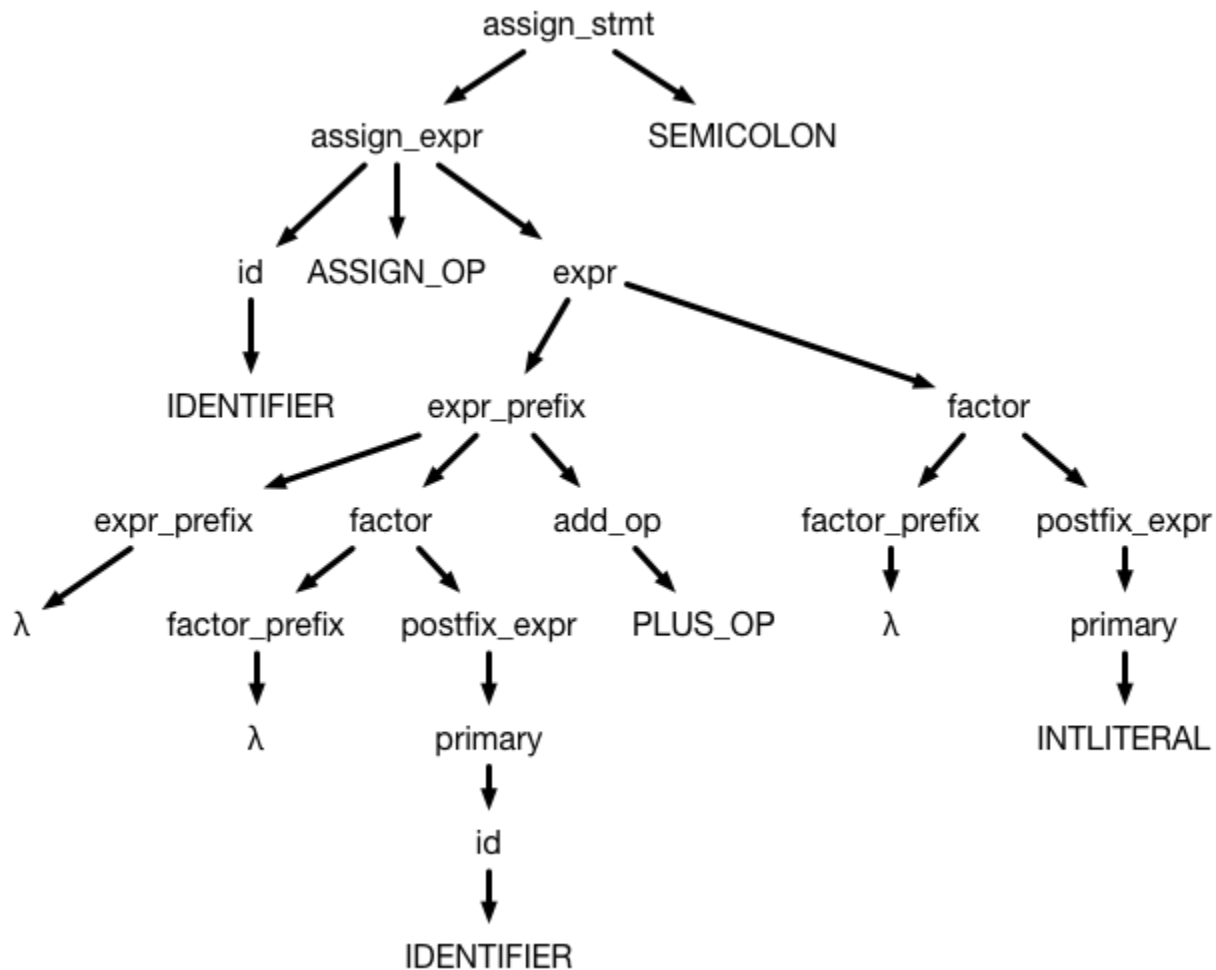 assign_stmt
assign_expr SEMICOLON
id ASSIGN_OP expr
IDENTIFIER expr_prefix factor
expr_prefix factor add_op factor_prefix postfix_expr
λ factor_prefix postfix_expr PLUS_OP λ primary
λ primary INTLITERAL
id
IDENTIFIER